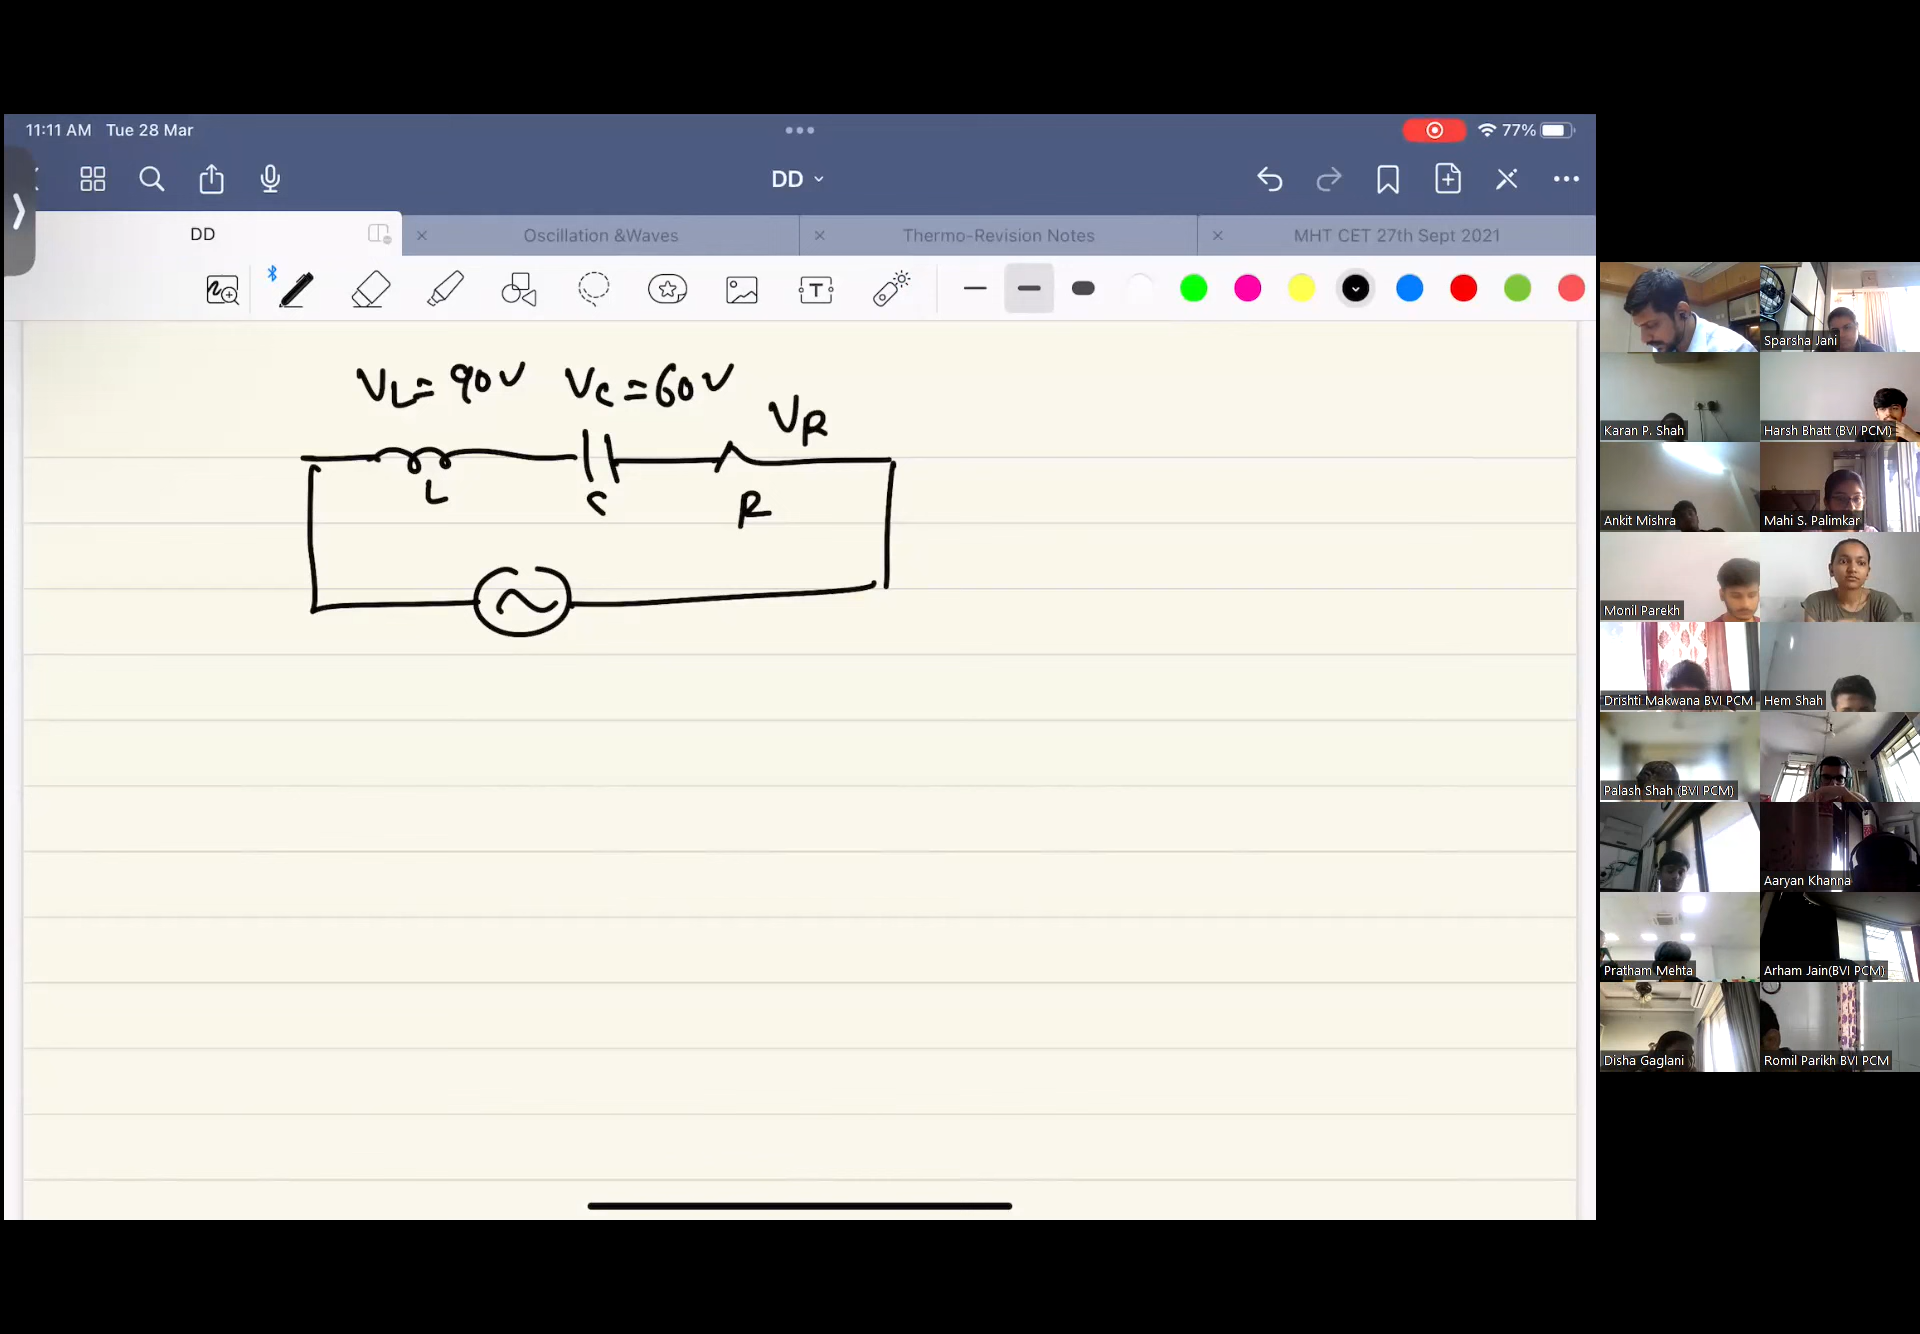 11:11 AM Tue 28 Mar
77%
DD
DD
Oscillation &Waves
Thermo-Revision Notes
MHT CET 27th Sept 2021
T
VL = 90V VC = 60V
VR
L
C
R
Sparsha Jani
Karan P. Shah
Harsh Bhatt (BVI PCM)
Ankit Mishra
Mahi S. Palimkar
Monil Parekh
Drishti Makwana BVI PCM
Hem Shah
Palash Shah (BVI PCM)
Aaryan Khanna
Pratham Mehta
Arham Jain(BVI PCM)
Disha Gaglani
Romil Parikh BVI PCM